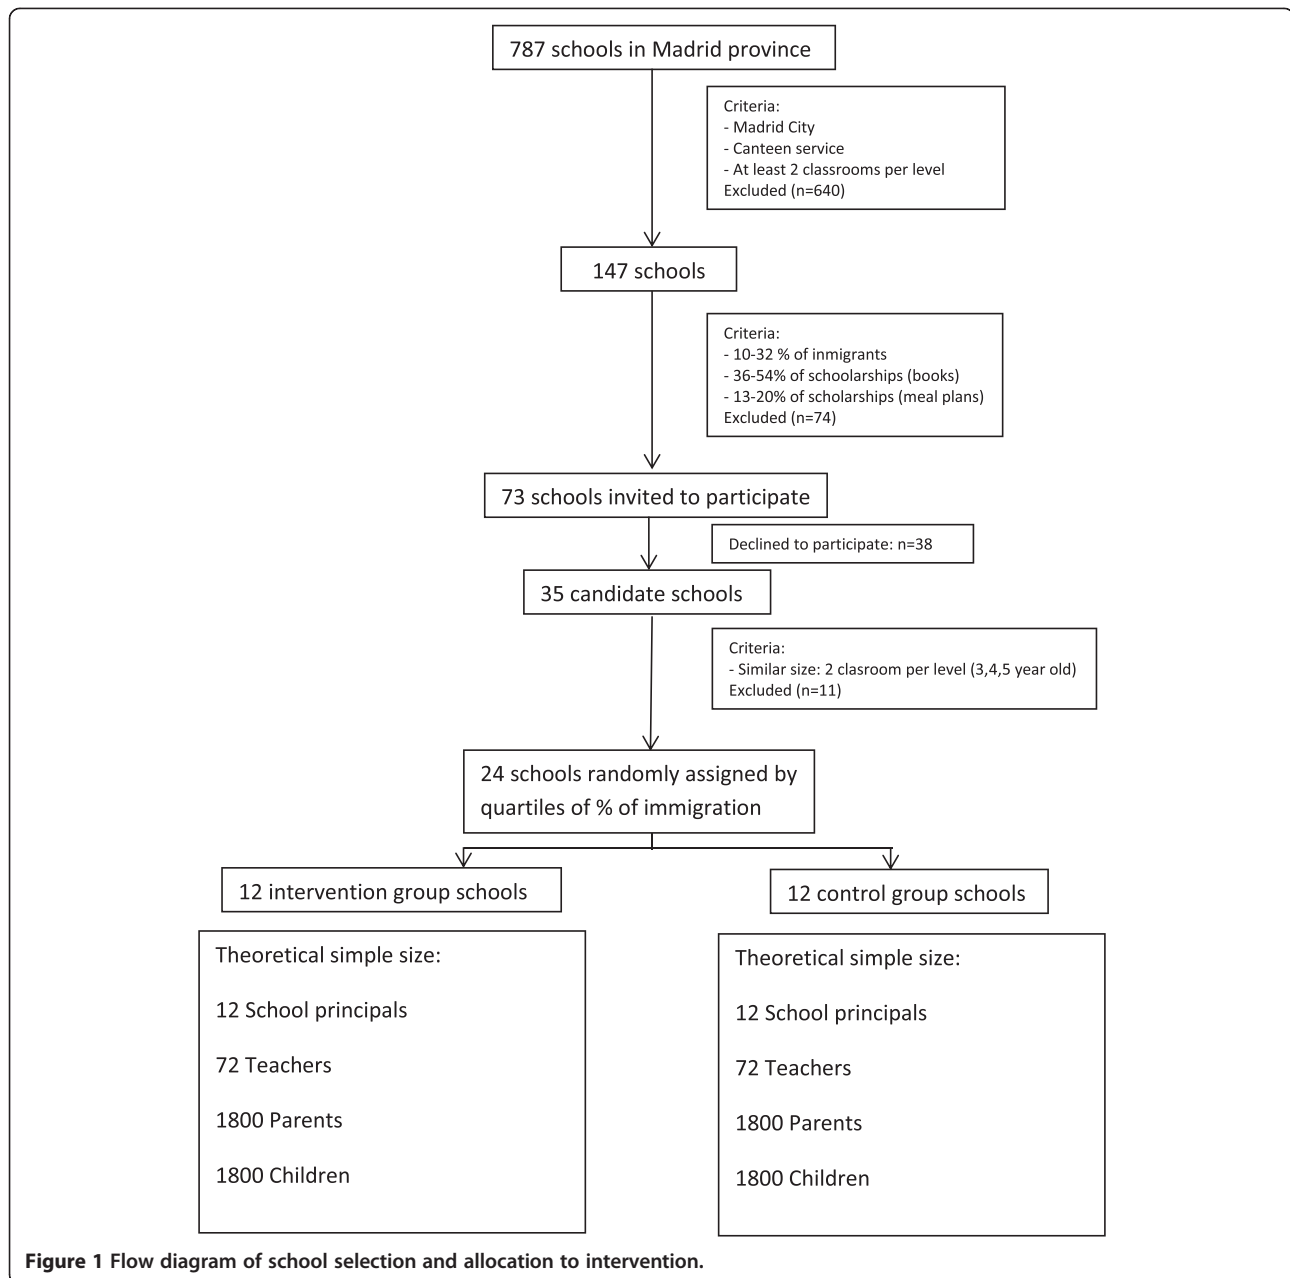 787 schools in Madrid province
Criteria:
- Madrid City
- Canteen service
- At least 2 classrooms per level
Excluded (n=640)
147 schools
Criteria:
- 10-32 % of inmigrants
- 36-54% of schoolarships (books)
- 13-20% of scholarships (meal plans)
Excluded (n=74)
73 schools invited to participate
Declined to participate: n=38
35 candidate schools
Criteria:
- Similar size: 2 clasroom per level (3,4,5 year old)
Excluded (n=11)
24 schools randomly assigned by
quartiles of % of immigration
12 intervention group schools
Theoretical simple size:
12 School principals
72 Teachers
1800 Parents
1800 Children
12 control group schools
Theoretical simple size:
12 School principals
72 Teachers
1800 Parents
1800 Children
Figure 1 Flow diagram of school selection and allocation to intervention.